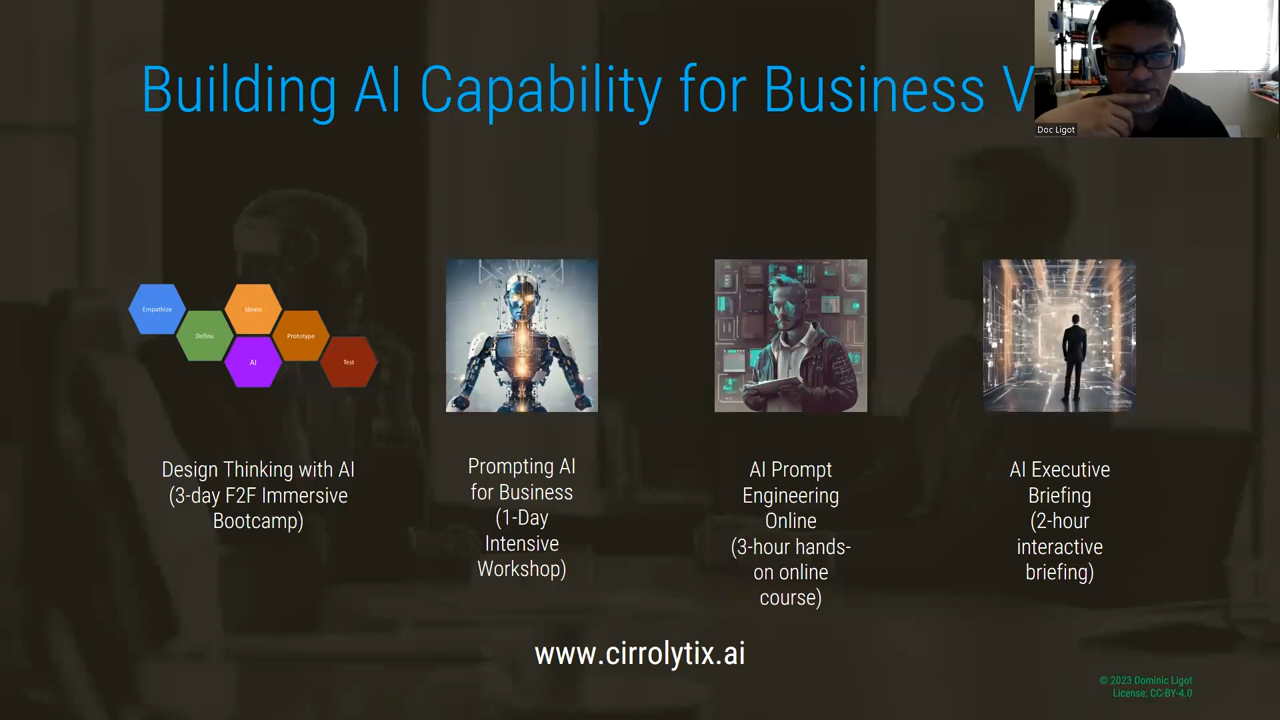 Building AI Capability for Business V
Doc Ligot
Empathize
Define
Ideate
AI
Prototype
Test
Design Thinking with AI
(3-day F2F Immersive
Bootcamp)
Prompting AI
for Business
(1-Day
Intensive
Workshop)
AI Prompt
Engineering
Online
(3-hour hands-
on online
course)
AI Executive
Briefing
(2-hour
interactive
briefing)
www.cirrolytix.ai
© 2023 Dominic Ligot
License: CC-BY-4.0